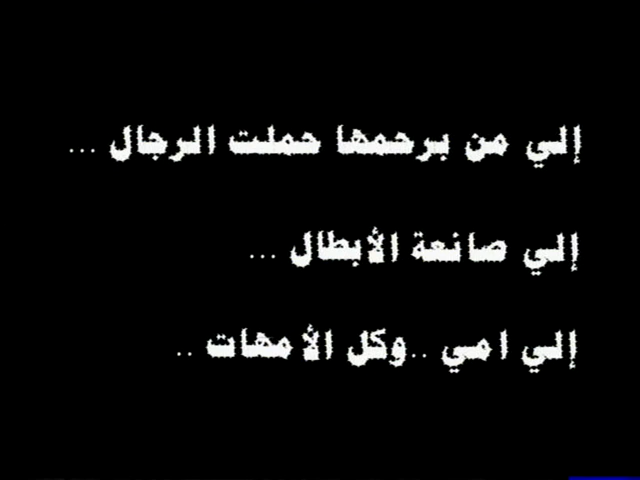 إلي من برحمها حملت الرجال ...
إلي صانعة الأبطال ...
إلي امي ..وكل الأمهات ..